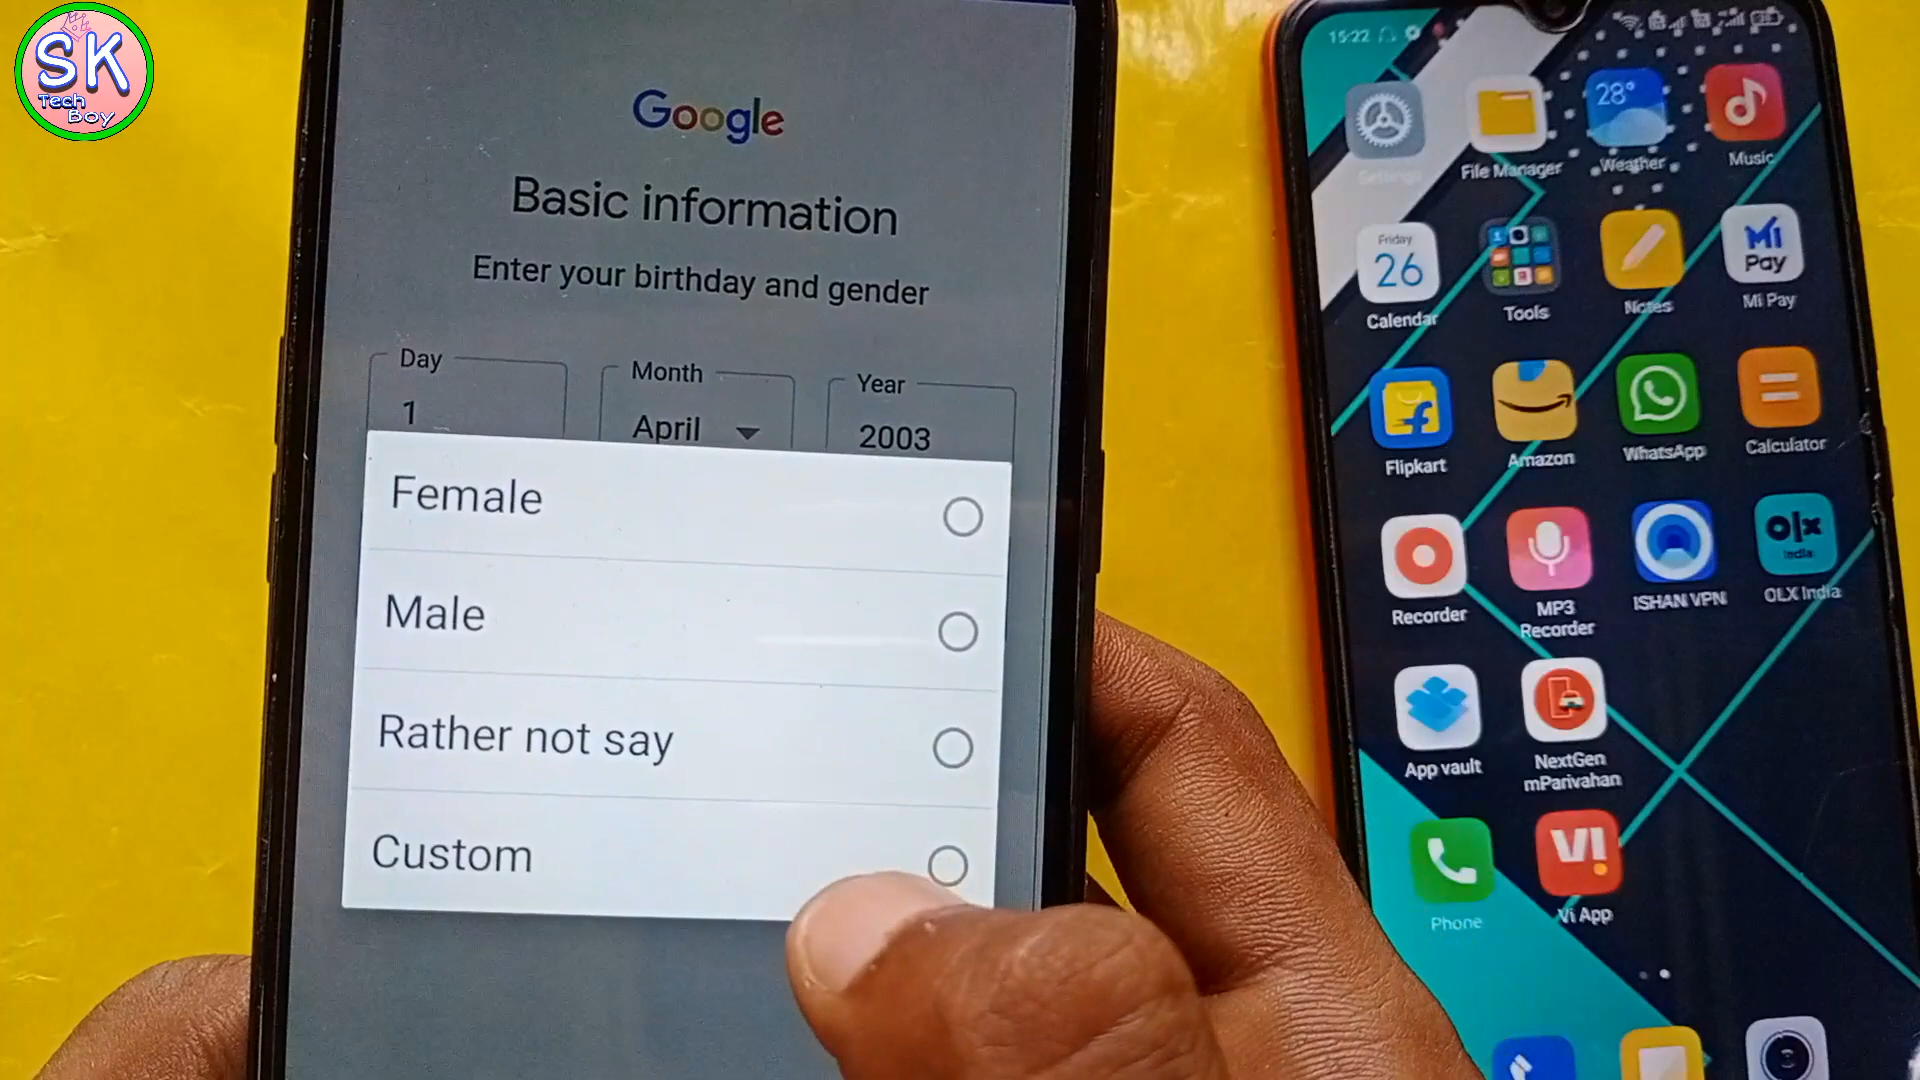 SK
Tech
Boy
Google
Basic information
Enter your birthday and gender
Day
Month
Year
1
April
2003
Female
Male
Rather not say
Custom
15:22
28°
Settings
File Manager
Weather
Music
Friday
26
Mi
Pay
Calendar
Tools
Notes
Mi Pay
Flipkart
Amazon
WhatsApp
Calculator
olx
India
Recorder
MP3
Recorder
ISHAN VPN
OLX India
App vault
NextGen
mParivahan
VI
Phone
Vi App